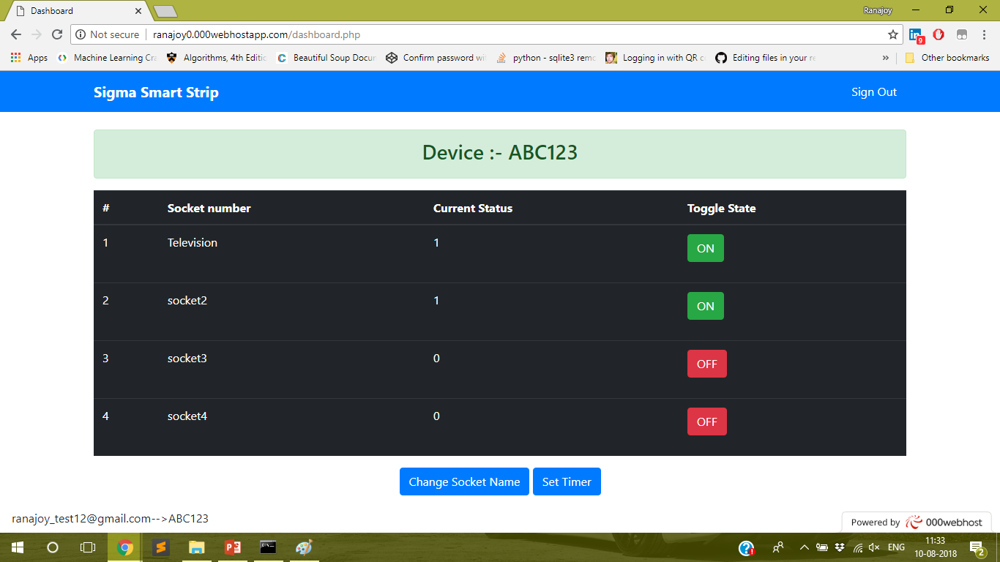 Dashboard
Ranajoy
Not secure ranajoy0.000webhostapp.com/dashboard.php
9
Apps Machine Learning Cra Algorithms, 4th Editic Beautiful Soup Docur Confirm password wi python - sqlite3 remo Logging in with QR c Editing files in your re » Other bookmarks
Sigma Smart Strip Sign Out
Device :- ABC123
# Socket number Current Status Toggle State
1 Television 1 ON
2 socket2 1 ON
3 socket3 0 OFF
4 socket4 0 OFF
Change Socket Name Set Timer
ranajoy_test12@gmail.com-->ABC123
Powered by 000webhost
ENG 11:33
10-08-2018 2